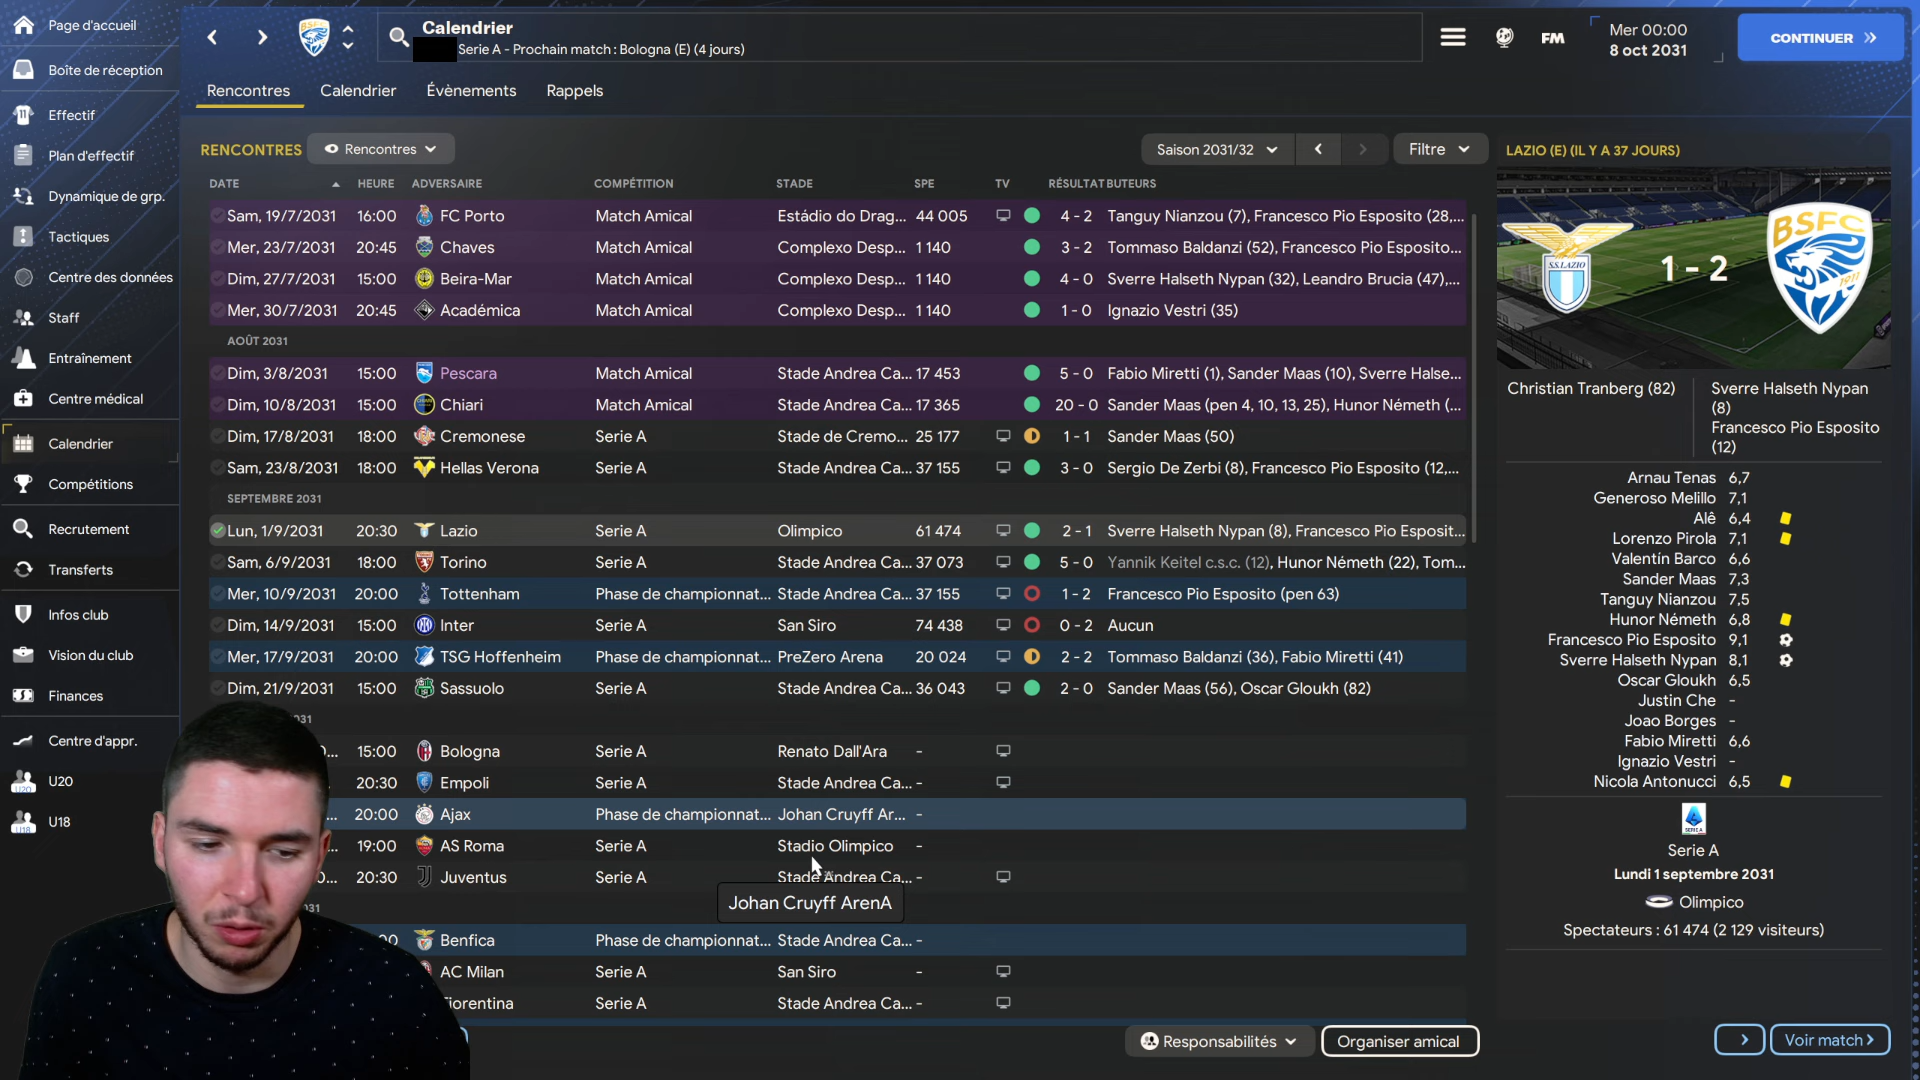 Page d'accueil
Boîte de réception
Effectif
Plan d'effectif
Dynamique de grp.
Tactiques
Centre des données
Staff
Entraînement
Centre médical
Calendrier
Compétitions
Recrutement
Transferts
Infos club
Vision du club
Finances
Centre d'appr.
U20
U18
BSFC
Calendrier
Serie A - Prochain match : Bologna (E) (4 jours)
FM
Mer 00:00
8 oct 2031
CONTINUER
Rencontres Calendrier Évènements Rappels
RENCONTRES Rencontres Saison 2031/32 Filtre
DATE HEURE ADVERSAIRE COMPÉTITION STADE SPE TV RÉSULTAT BUTEURS
Sam, 19/7/2031 16:00 FC Porto Match Amical Estádio do Drag... 44 005 4 - 2 Tanguy Nianzou (7), Francesco Pio Esposito (28,...
Mer, 23/7/2031 20:45 Chaves Match Amical Complexo Desp... 1 140 3 - 2 Tommaso Baldanzi (52), Francesco Pio Esposito...
Dim, 27/7/2031 15:00 Beira-Mar Match Amical Complexo Desp... 1 140 4 - 0 Sverre Halseth Nypan (32), Leandro Brucia (47),...
Mer, 30/7/2031 20:45 Académica Match Amical Complexo Desp... 1 140 1 - 0 Ignazio Vestri (35)
AOÛT 2031
Dim, 3/8/2031 15:00 Pescara Match Amical Stade Andrea Ca... 17 453 5 - 0 Fabio Miretti (1), Sander Maas (10), Sverre Halse...
Dim, 10/8/2031 15:00 Chiari Match Amical Stade Andrea Ca... 17 365 20 - 0 Sander Maas (pen 4, 10, 13, 25), Hunor Németh (...
Dim, 17/8/2031 18:00 Cremonese Serie A Stade de Cremo... 25 177 1 - 1 Sander Maas (50)
Sam, 23/8/2031 18:00 Hellas Verona Serie A Stade Andrea Ca... 37 155 3 - 0 Sergio De Zerbi (8), Francesco Pio Esposito (12,...
SEPTEMBRE 2031
Lun, 1/9/2031 20:30 Lazio Serie A Olimpico 61 474 2 - 1 Sverre Halseth Nypan (8), Francesco Pio Esposit...
Sam, 6/9/2031 18:00 Torino Serie A Stade Andrea Ca... 37 073 5 - 0 Yannik Keitel c.s.c. (12), Hunor Németh (22), Tom...
Mer, 10/9/2031 20:00 Tottenham Phase de championnat... Stade Andrea Ca... 37 155 1 - 2 Francesco Pio Esposito (pen 63)
Dim, 14/9/2031 15:00 Inter Serie A San Siro 74 438 0 - 2 Aucun
Mer, 17/9/2031 20:00 TSG Hoffenheim Phase de championnat... PreZero Arena 20 024 2 - 2 Tommaso Baldanzi (36), Fabio Miretti (41)
Dim, 21/9/2031 15:00 Sassuolo Serie A Stade Andrea Ca... 36 043 2 - 0 Sander Maas (56), Oscar Gloukh (82)
15:00 Bologna Serie A Renato Dall'Ara -
20:30 Empoli Serie A Stade Andrea Ca... -
20:00 Ajax Phase de championnat... Johan Cruyff Ar... -
19:00 AS Roma Serie A Stadio Olimpico -
20:30 Juventus Serie A Stade Andrea Ca... -
Johan Cruyff ArenA
Benfica Phase de championnat... Stade Andrea Ca... -
AC Milan Serie A San Siro -
Fiorentina Serie A Stade Andrea Ca... -
Responsabilités Organiser amical
LAZIO (E) (IL Y A 37 JOURS)
S.S.LAZIO
1 - 2
BSFC
1911
Christian Tranberg (82)
Sverre Halseth Nypan
(8)
Francesco Pio Esposito
(12)
Arnau Tenas 6,7
Generoso Melillo 7,1
Alê 6,4
Lorenzo Pirola 7,1
Valentín Barco 6,6
Sander Maas 7,3
Tanguy Nianzou 7,5
Hunor Németh 6,8
Francesco Pio Esposito 9,1
Sverre Halseth Nypan 8,1
Oscar Gloukh 6,5
Justin Che -
Joao Borges -
Fabio Miretti 6,6
Ignazio Vestri -
Nicola Antonucci 6,5
SERIE A
Serie A
Lundi 1 septembre 2031
Olimpico
Spectateurs : 61 474 (2 129 visiteurs)
Voir match